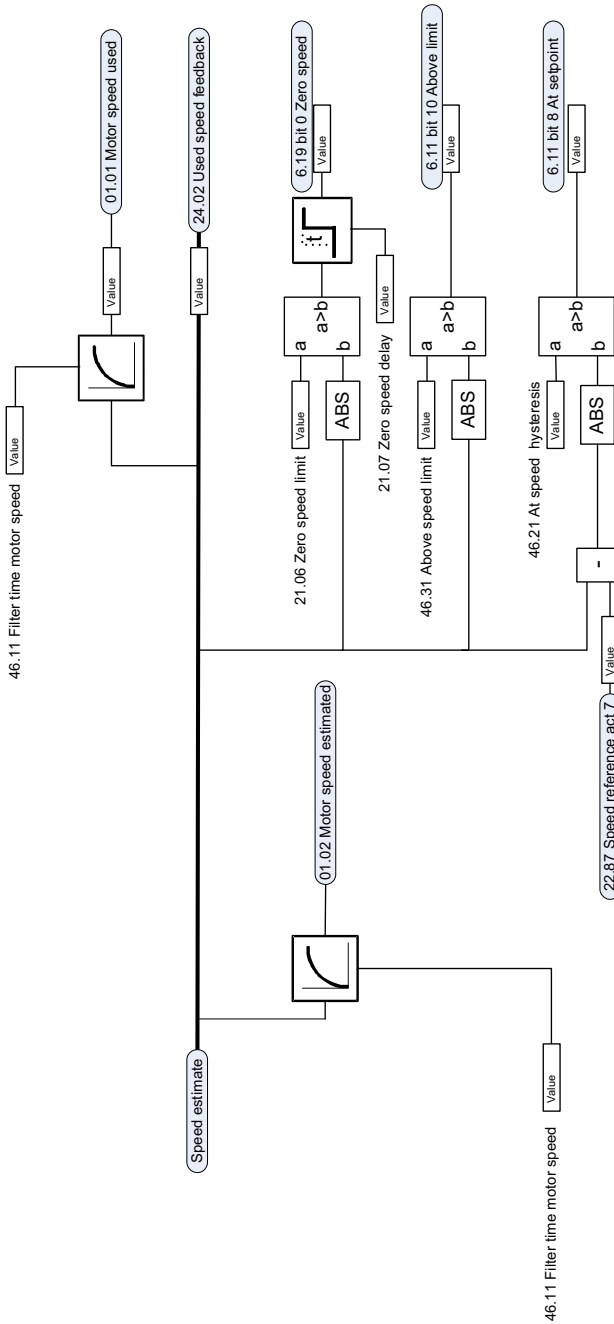 46.11 Filter time motor speed
Value
Value
01.01 Motor speed used
Speed estimate
Value
24.02 Used speed feedback
01.02 Motor speed estimated
21.06 Zero speed limit
Value
a
a>b
b
ABS
t
Value
6.19 bit 0 Zero speed
21.07 Zero speed delay
Value
46.31 Above speed limit
Value
a
a>b
b
ABS
Value
6.11 bit 10 Above limit
46.11 Filter time motor speed
Value
46.21 At speed hysteresis
Value
a
a>b
b
ABS
Value
6.11 bit 8 At setpoint
-
Value
22.87 Speed reference act 7